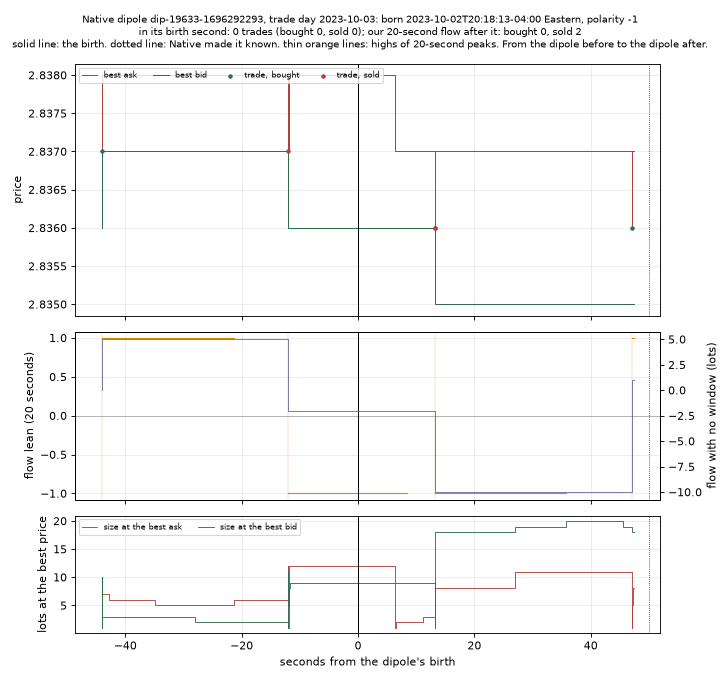 Native dipole dip-19633-1696292293, trade day 2023-10-03: born 2023-10-02T20:18:13-04:00 Eastern, polarity -1
in its birth second: 0 trades (bought 0, sold 0); our 20-second flow after it: bought 0, sold 2
solid line: the birth. dotted line: Native made it known. thin orange lines: highs of 20-second peaks. From the dipole before to the dipole after.
best ask best bid trade, bought trade, sold
2.8380
2.8375
2.8370
2.8365
2.8360
2.8355
2.8350
price
1.0
0.5
0.0
−0.5
−1.0
flow lean (20 seconds)
5.0
2.5
0.0
−2.5
−5.0
−7.5
−10.0
flow with no window (lots)
size at the best ask size at the best bid
20
15
10
5
lots at the best price
−40 −20 0 20 40
seconds from the dipole's birth